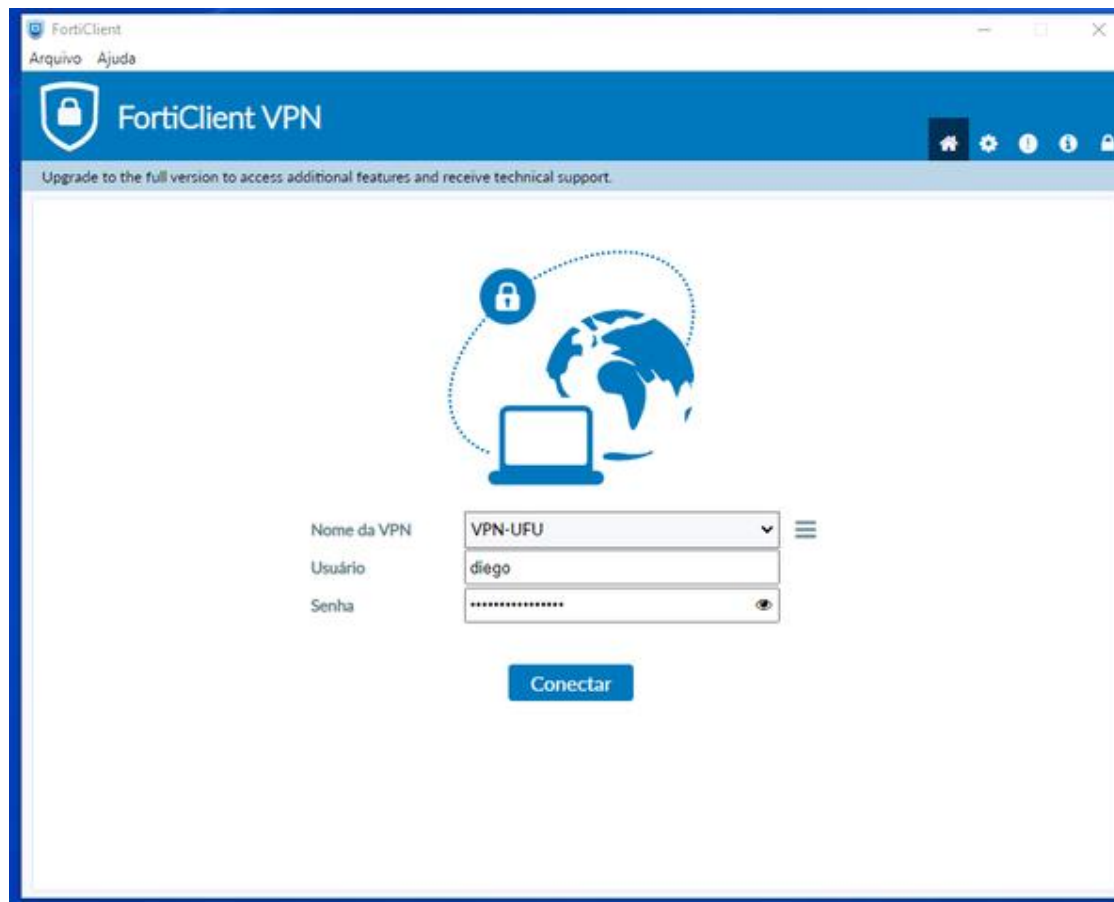 FortiClient
Arquivo Ajuda
FortiClient VPN
Upgrade to the full version to access additional features and receive technical support.
Nome da VPN VPN-UFU
Usuário diego
Senha ••••••••••••••••
Conectar